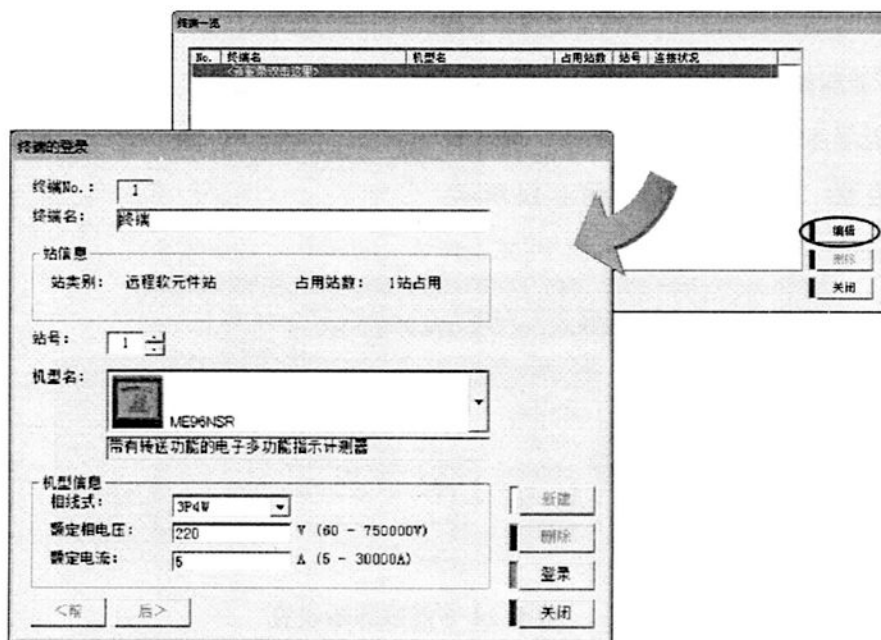 终端一览
No. 终端名 机型名 占用站数 站号 连接状况
编辑
删除
关闭
终端的登录
终端No.: 1
终端名: 终端
站信息
站类别: 远程软元件站 占用站数: 1站占用
站号: 1
机型名:
ME96NSR
带有转送功能的电子多功能指示计测器
机型信息
相线式: 3P4W
额定相电压: 220 V (60 - 750000V)
额定电流: 5 A (5 - 30000A)
新建
删除
登录
关闭
<前 后>